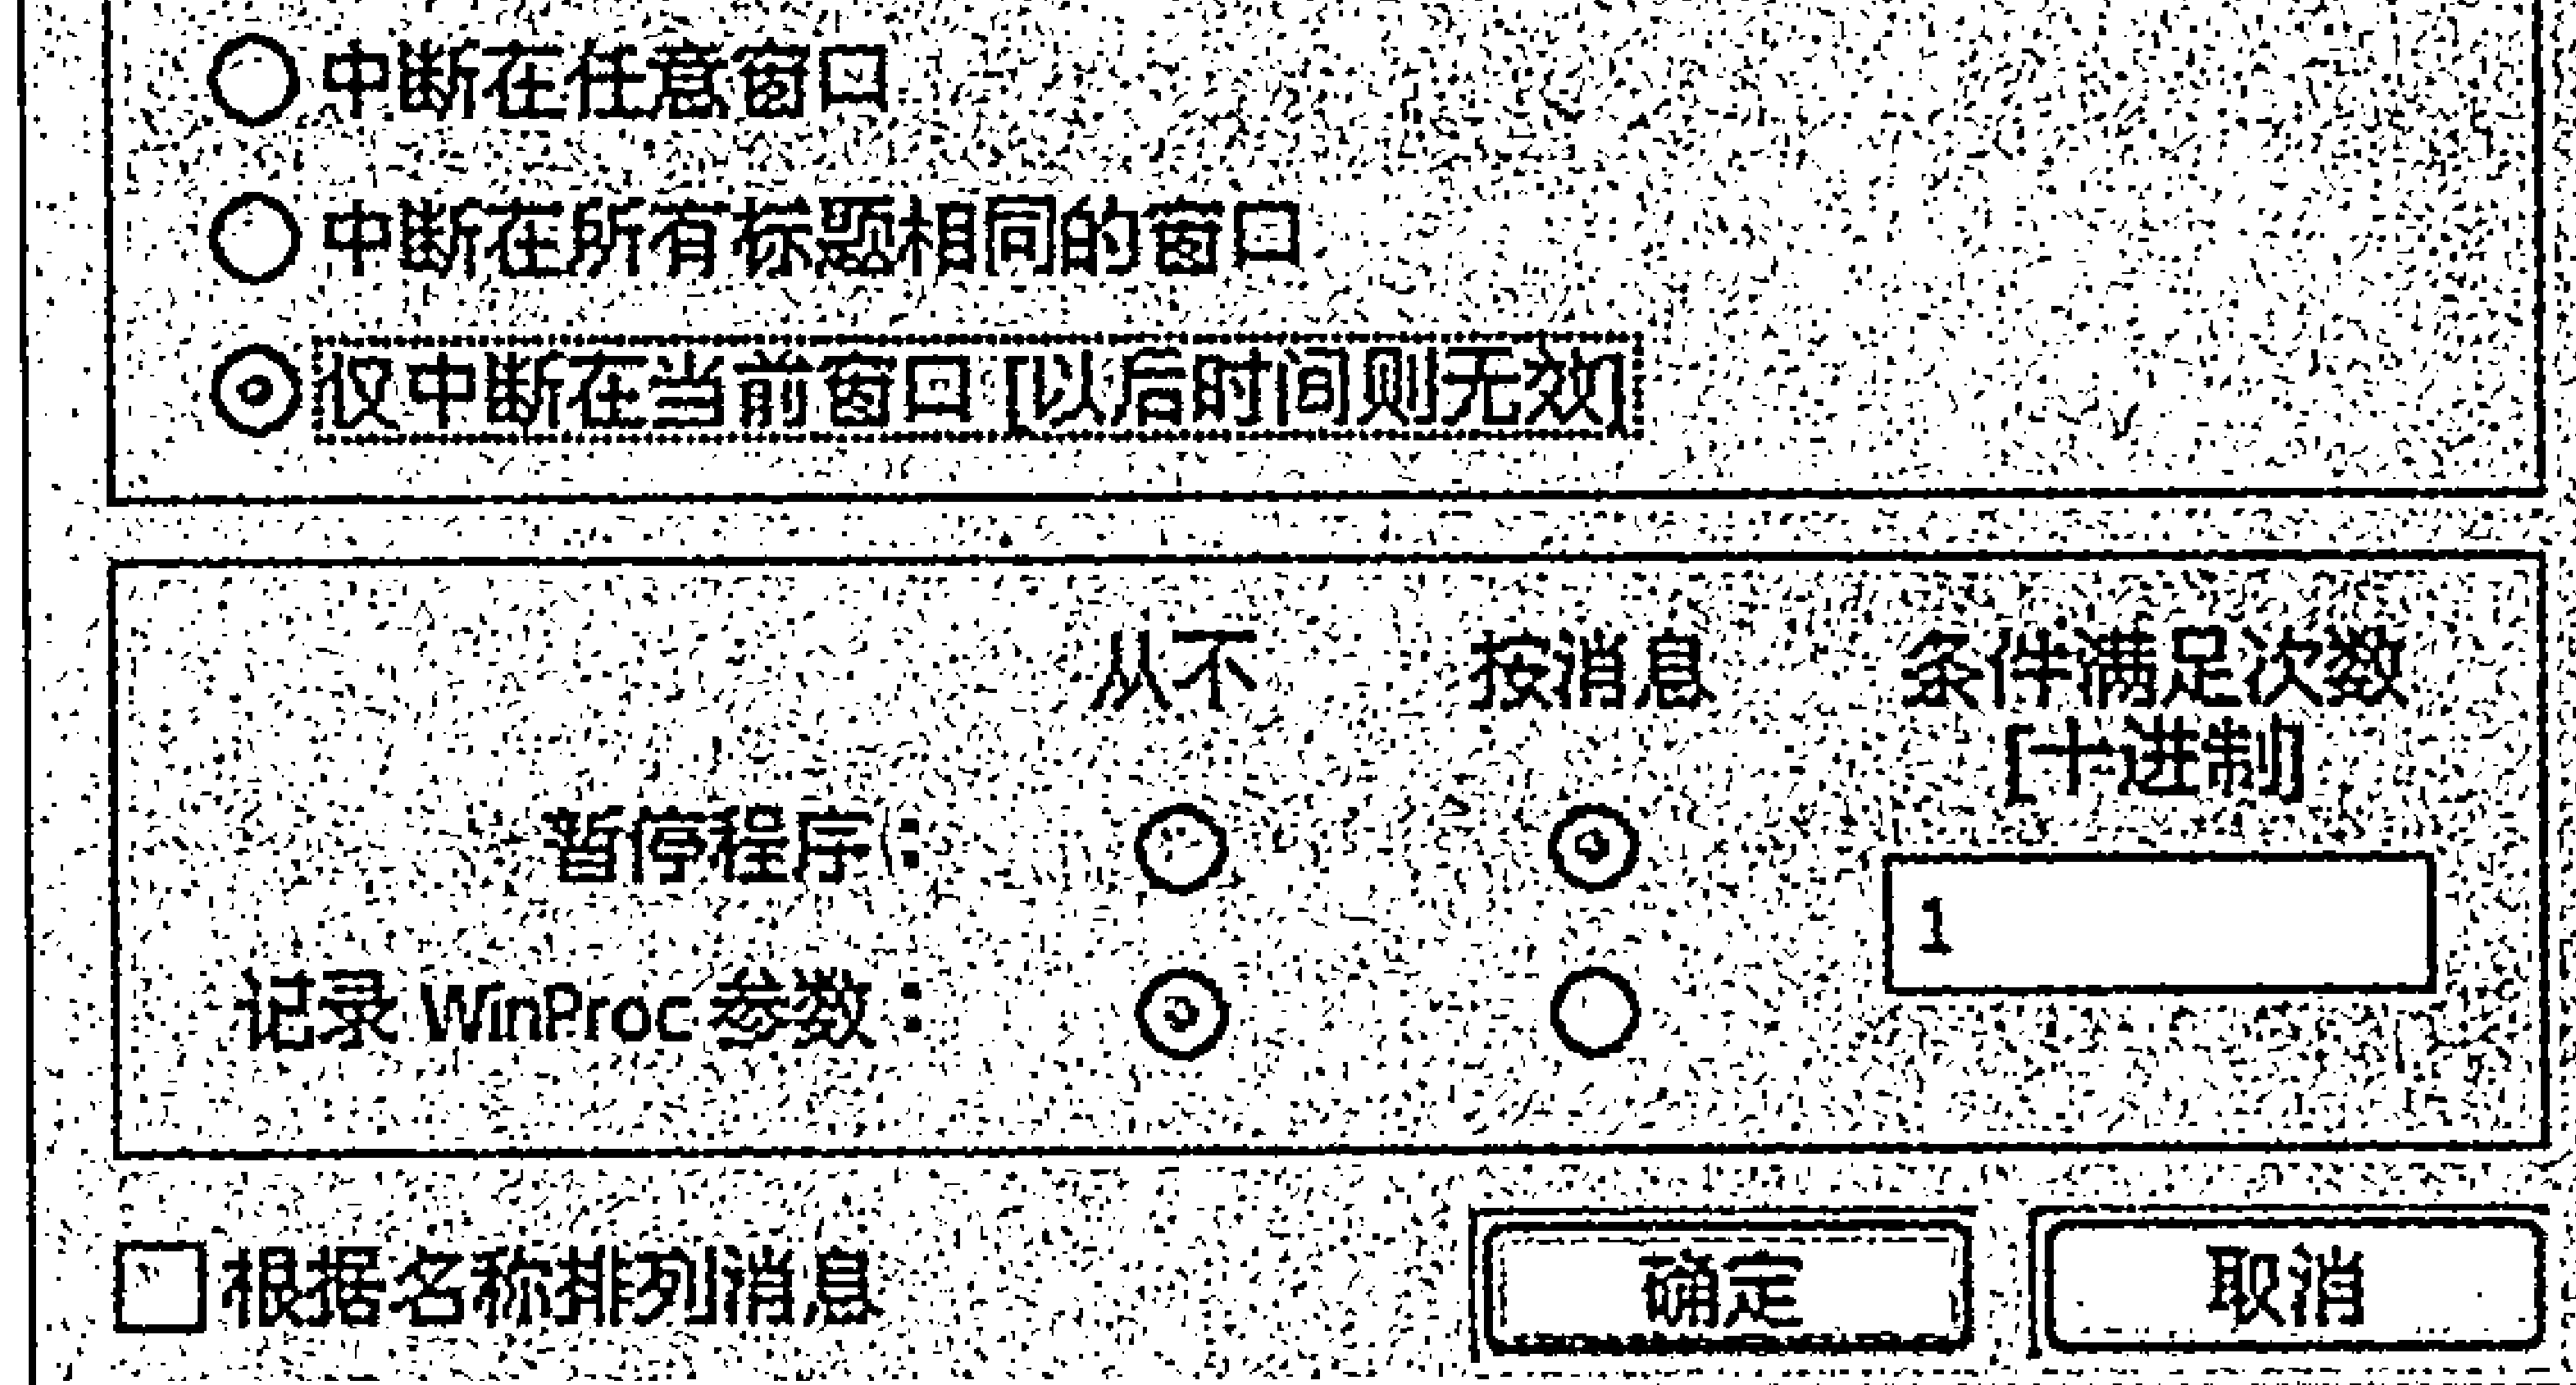 中断在任意窗口
中断在所有标题相同的窗口
仅中断在当前窗口 [以后时间则无效]
从不 按消息 条件满足次数
[十进制]
暂停程序：
1
记录 WinProc 参数：
根据名称排列消息 确定 取消